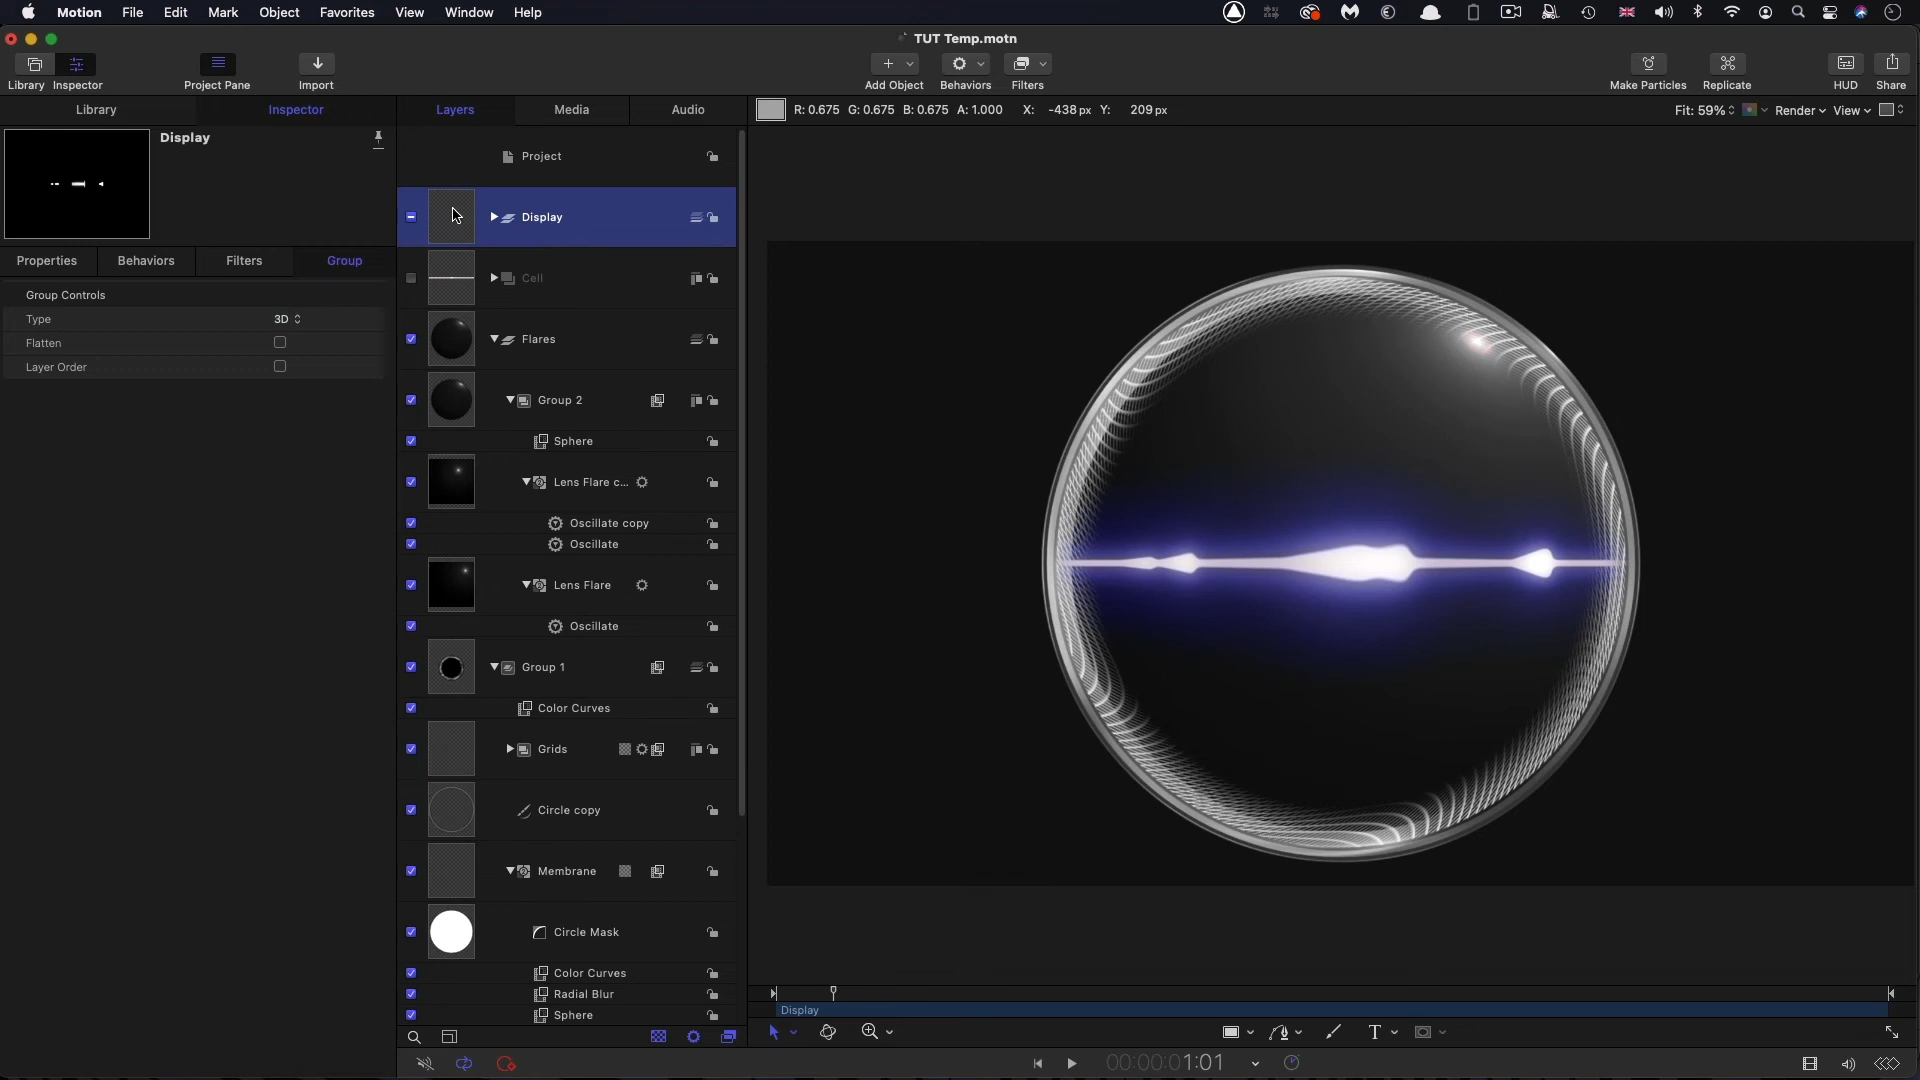 Motion File Edit Mark Object Favorites View Window Help
TUT Temp.motn
Library Inspector Project Pane Import Add Object Behaviors Filters Make Particles Replicate HUD Share
Library Inspector Layers Media Audio R: 0.675 G: 0.675 B: 0.675 A: 1.000 X: -438 px Y: 209 px Fit: 59% Render View
Display
Properties Behaviors Filters Group
Group Controls
Type 3D
Flatten
Layer Order
Project
Display
Cell
Flares
Group 2
Sphere
Lens Flare c...
Oscillate copy
Oscillate
Lens Flare
Oscillate
Group 1
Color Curves
Grids
Circle copy
Membrane
Circle Mask
Color Curves
Radial Blur
Sphere
Display
T
00:00:01:01